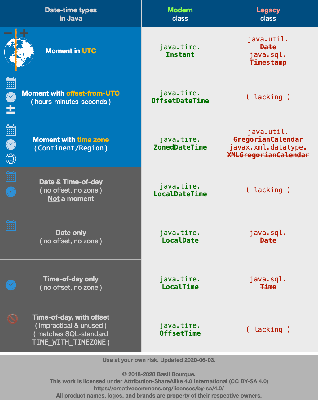 Date-time types
in Java
Modern
class
Legacy
class
Moment in UTC
java.time.
Instant
java.util.
Date
java.sql.
Timestamp
Moment with offset-from-UTC
( hours-minutes-seconds )
java.time.
OffsetDateTime
( lacking )
Moment with time zone
( Continent/Region )
java.time.
ZonedDateTime
java.util.
GregorianCalendar
javax.xml.datatype.
XMLGregorianCalendar
Date & Time-of-day
( no offset, no zone )
Not a moment
java.time.
LocalDateTime
( lacking )
Date only
( no offset, no zone )
java.time.
LocalDate
java.sql.
Date
Time-of-day only
( no offset, no zone )
java.time.
LocalTime
java.sql.
Time
Time-of-day, with offset
( impractical & unused )
( matches SQL-standard
TIME_WITH_TIMEZONE )
java.time.
OffsetTime
( lacking )
Use at your own risk. Updated 2020-06-03.
© 2018-2020 Basil Bourque.
This work is licensed under Attribution-ShareAlike 4.0 International (CC BY-SA 4.0)
http://creativecommons.org/licenses/by-sa/4.0/
All product names, logos, and brands are property of their respective owners.